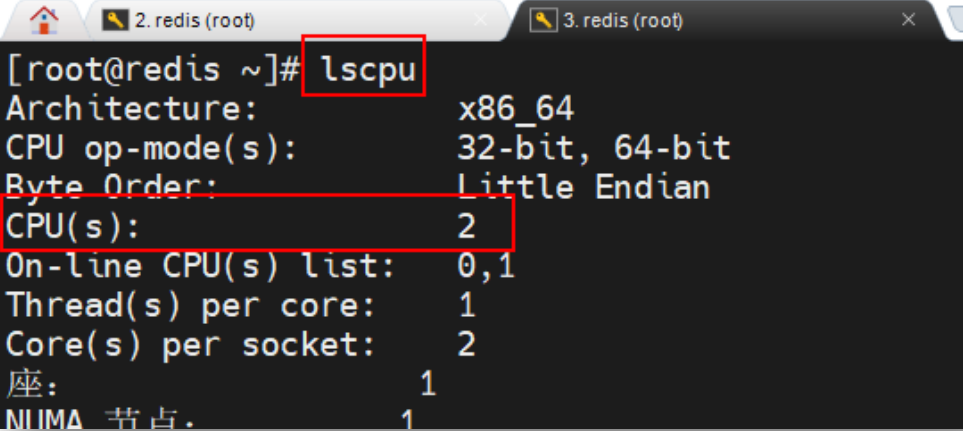 2. redis (root)
3. redis (root)
[root@redis ~]# lscpu
Architecture: x86_64
CPU op-mode(s): 32-bit, 64-bit
Byte Order: Little Endian
CPU(s): 2
On-line CPU(s) list: 0,1
Thread(s) per core: 1
Core(s) per socket: 2
座: 1
NUMA 节点: 1